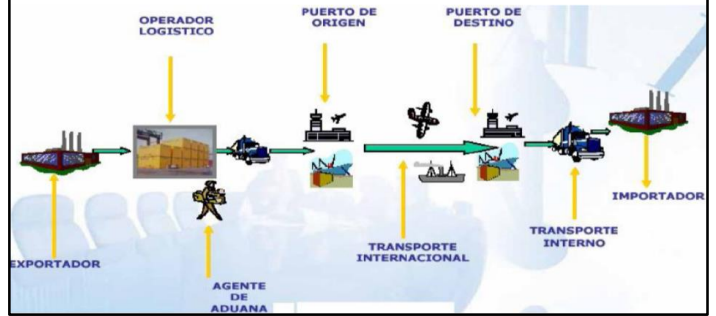 OPERADOR
LOGISTICO
PUERTO DE
ORIGEN
PUERTO DE
DESTINO
IMPORTADOR
TRANSPORTE
INTERNO
TRANSPORTE
INTERNACIONAL
EXPORTADOR
AGENTE
DE
ADUANA